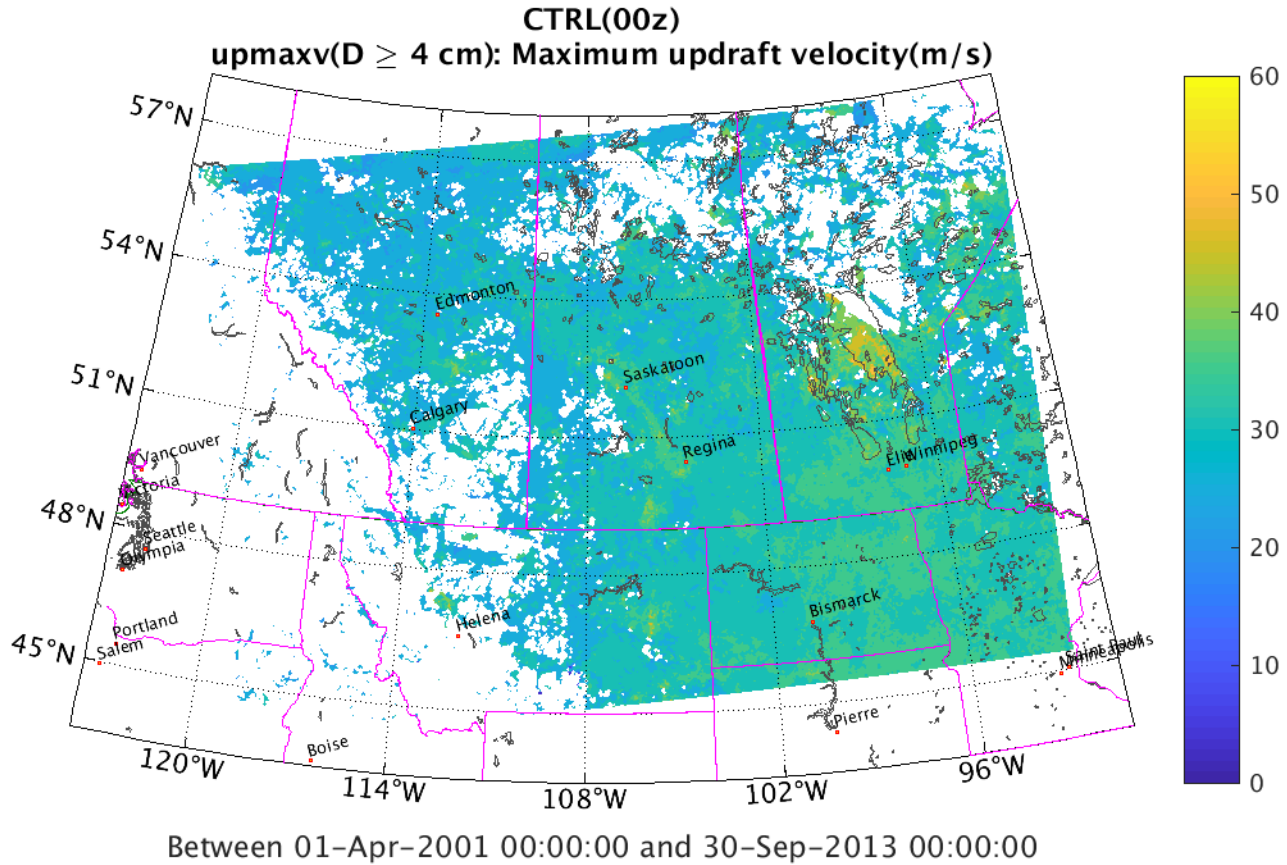 CTRL(00z)
upmaxv(D ≥ 4 cm): Maximum updraft velocity(m/s)
57°N
54°N
51°N
48°N
45°N
Edmonton
Saskatoon
Calgary
Regina
Winnipeg
Vancouver
Victoria
Seattle
Olympia
Portland
Salem
Helena
Bismarck
Saint Paul
Minneapolis
Pierre
Boise
120°W
114°W
108°W
102°W
96°W
60
50
40
30
20
10
0
Between 01-Apr-2001 00:00:00 and 30-Sep-2013 00:00:00